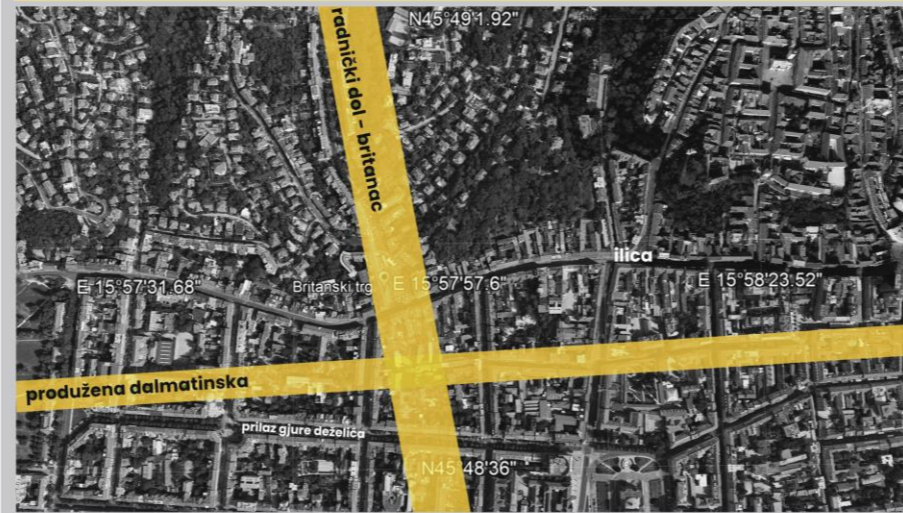 N45°49'1.92"
radnički dol - britanac
ilica
E 15°57'31.68"
Britanski trg
E 15°57'57.6"
E 15°58'23.52"
produžena dalmatinska
prilaz gjure deželića
N45°48'36"